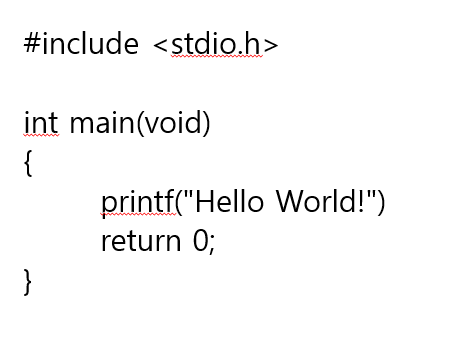 #include <stdio.h>
int main(void)
{
printf("Hello World!")
return 0;
}